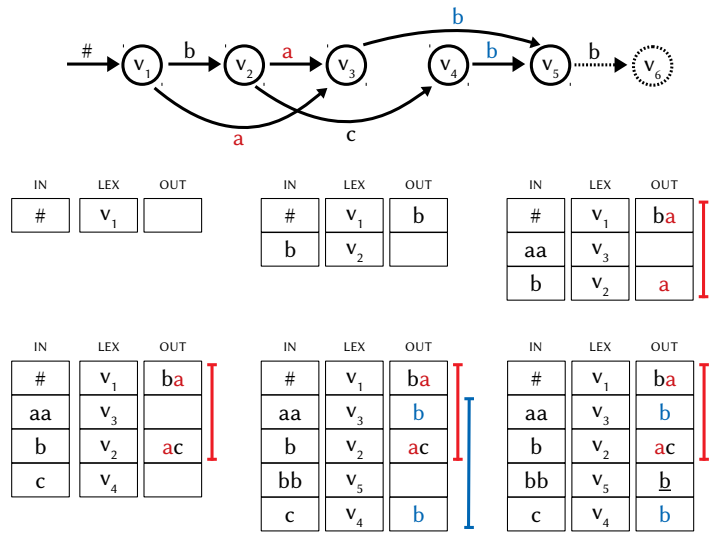 b
# b a b b
v1 v2 v3 v4 v5 v6
a c
IN LEX OUT IN LEX OUT IN LEX OUT
# v1 # v1 b # v1 ba
b v2 aa v3
b v2 a
IN LEX OUT IN LEX OUT IN LEX OUT
# v1 ba # v1 ba # v1 ba
aa v3 aa v3 b aa v3 b
b v2 ac b v2 ac b v2 ac
c v4 bb v5 bb v5 b
c v4 b c v4 b